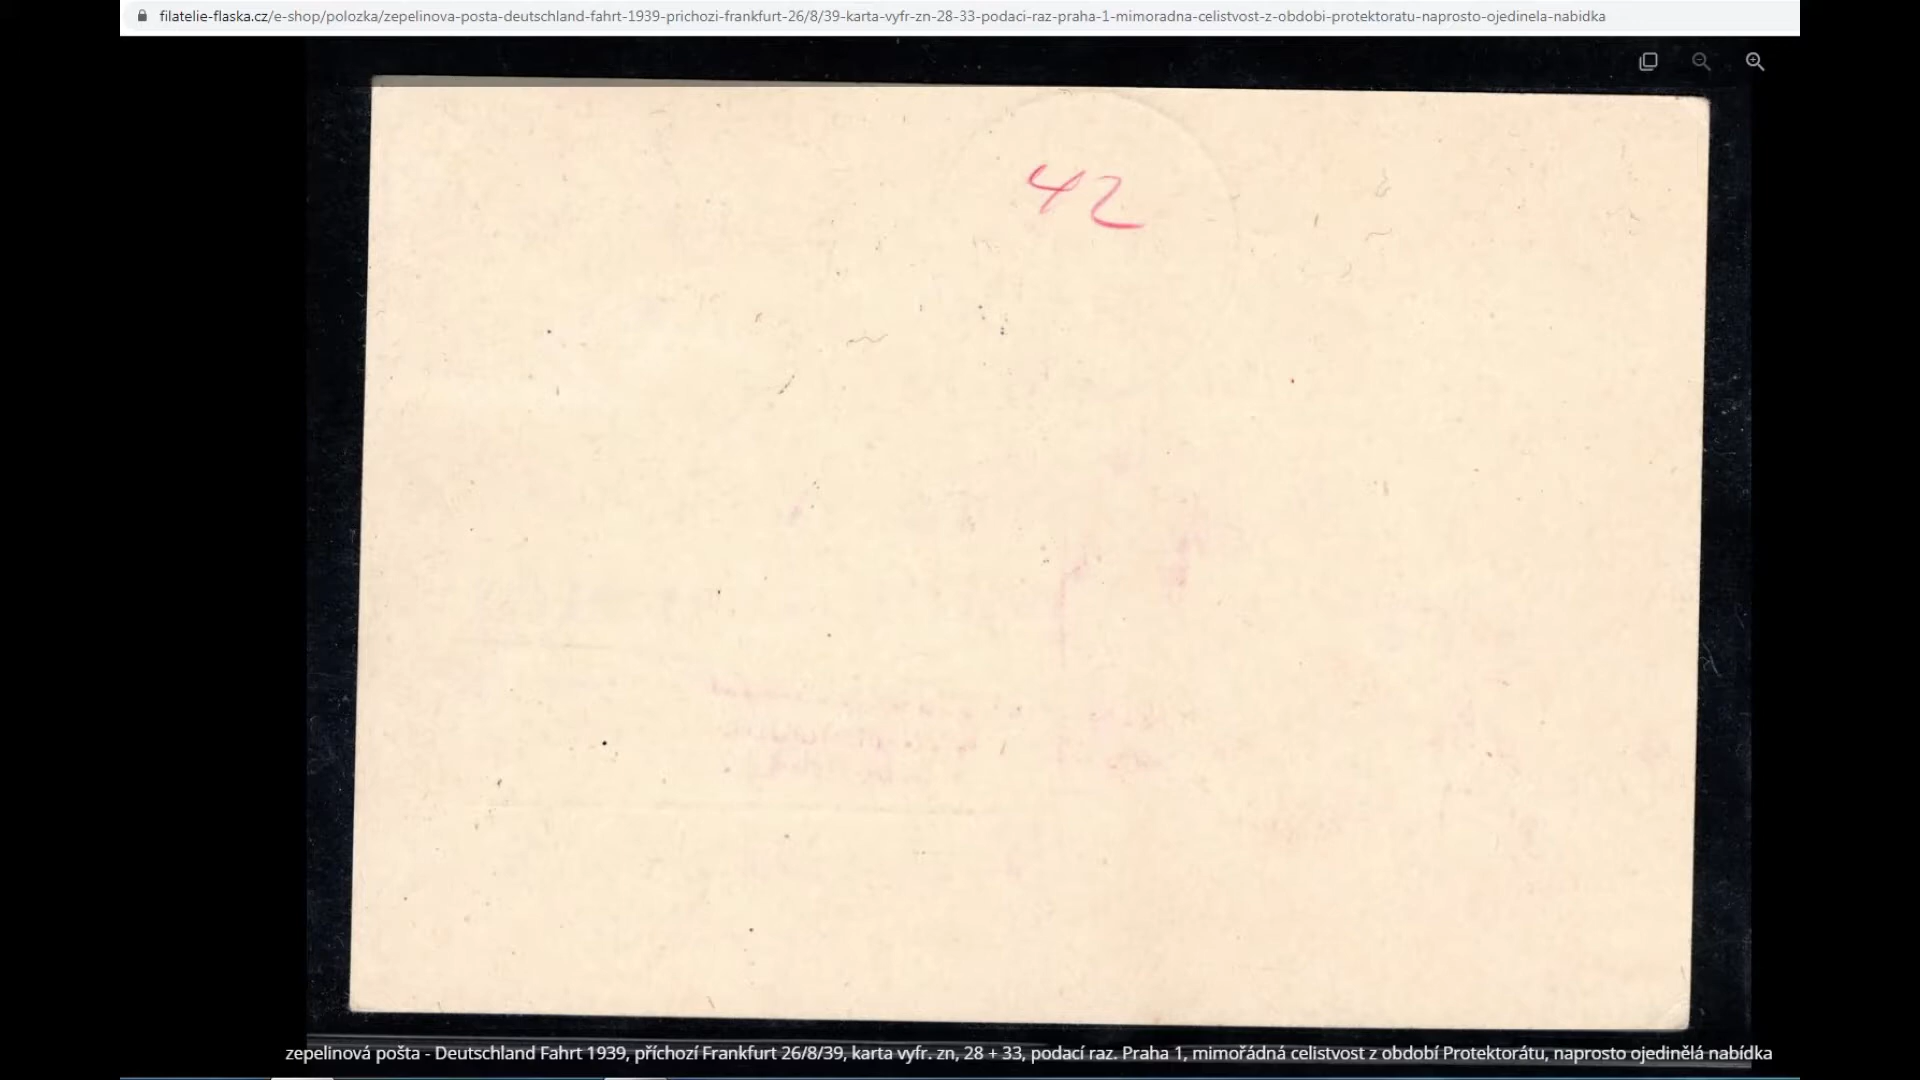 filatelie-flaska.cz/e-shop/polozka/zepelinova-posta-deutschland-fahrt-1939-prichozi-frankfurt-26/8/39-karta-vyfr-zn-28-33-podaci-raz-praha-1-mimoradna-celistvost-z-obdobi-protektoratu-naprosto-ojedinela-nabidka
42
zepelinová pošta - Deutschland Fahrt 1939, příchozí Frankfurt 26/8/39, karta vyfr. zn, 28 + 33, podací raz. Praha 1, mimořádná celistvost z období Protektorátu, naprosto ojedinělá nabídka